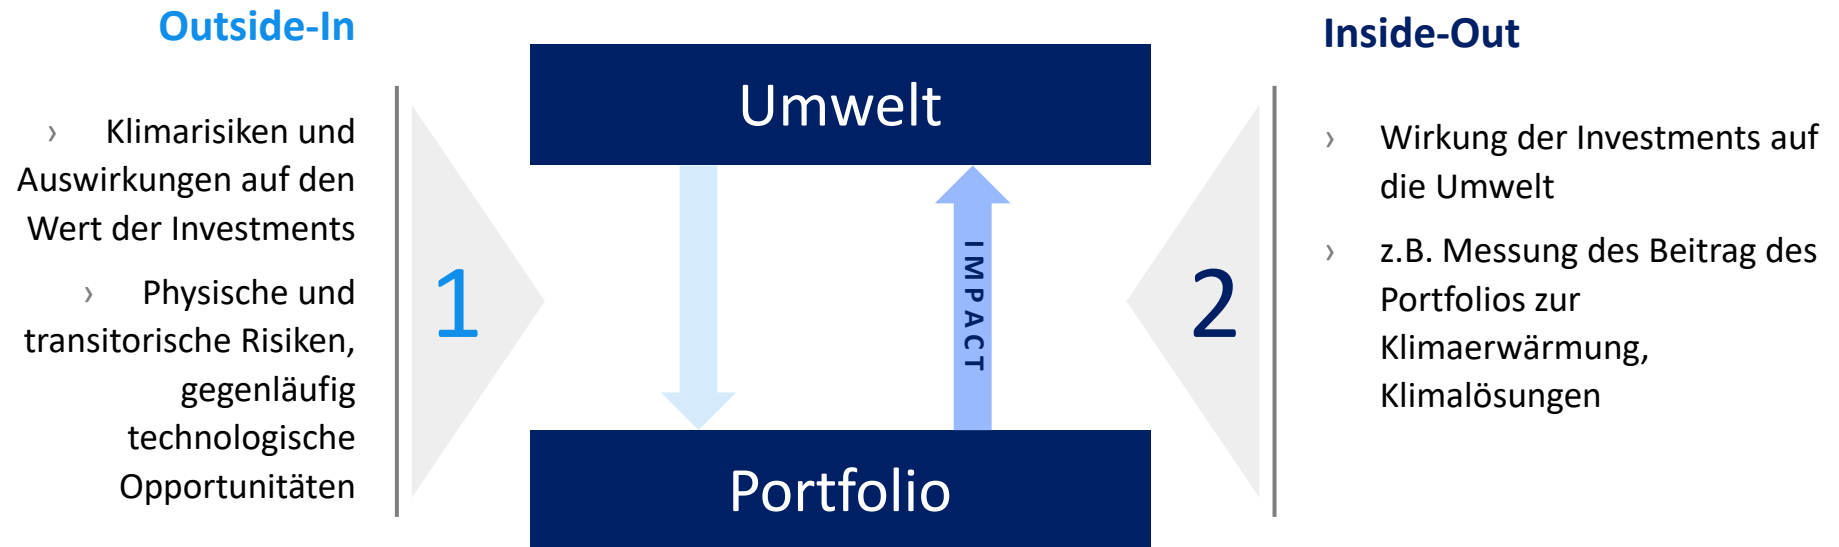 Outside-In
› Klimarisiken und
Auswirkungen auf den
Wert der Investments
› Physische und
transitorische Risiken,
gegenläufig
technologische
Opportunitäten
1
Umwelt
IMPACT
Portfolio
2
Inside-Out
› Wirkung der Investments auf
die Umwelt
› z.B. Messung des Beitrag des
Portfolios zur
Klimaerwärmung,
Klimalösungen